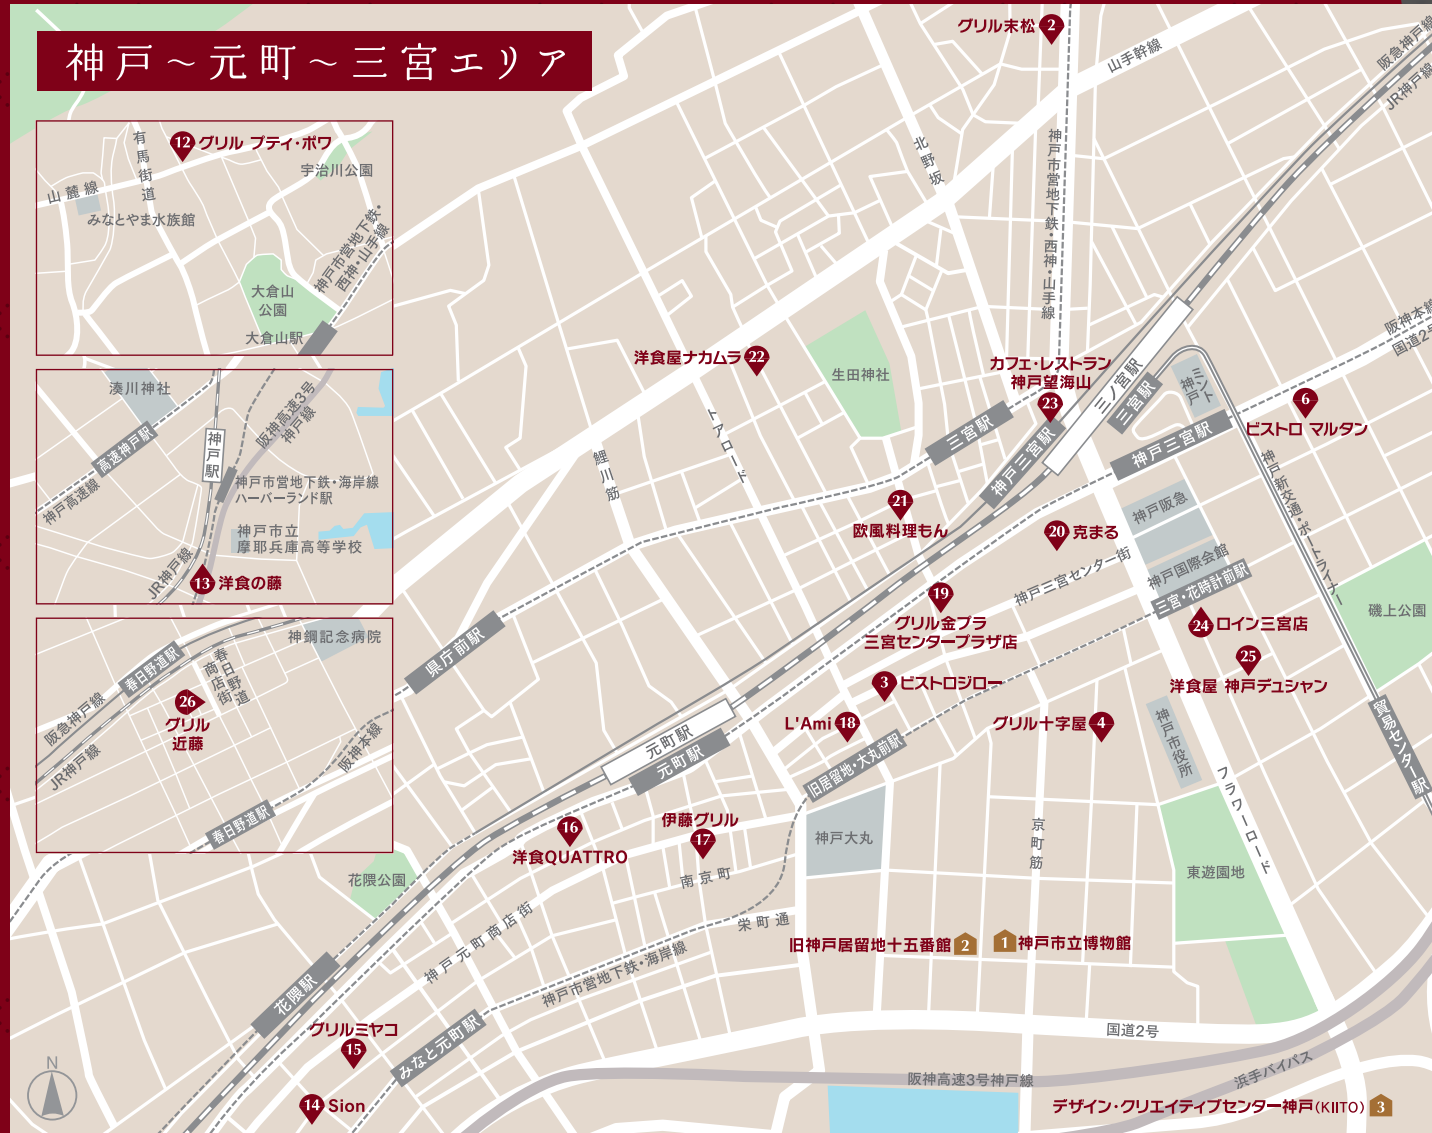 神戸～元町～三宮エリア
2
グリル末松
山手幹線
阪急神戸線
JR神戸線
北野坂
神戸市営地下鉄・西神・山手線
12
グリル プティ・ボワ
有馬街道
宇治川公園
山麓線
みなとやま水族館
神戸市営地下鉄・
西神・山手線
大倉山
公園
大倉山駅
湊川神社
阪神高速3号
神戸線
高速神戸駅
神戸駅
神戸高速線
神戸市営地下鉄・海岸線
ハーバーランド駅
神戸市立
摩耶兵庫高等学校
JR神戸線
13
洋食の藤
神鋼記念病院
春日野道駅
春日野道
商店街
26
グリル
近藤
阪急神戸線
JR神戸線
阪神本線
春日野道駅
洋食屋ナカムラ
22
生田神社
カフェ・レストラン
神戸望海山
23
三ノ宮駅
三宮駅
ミント
神戸
阪神本線
国道2号
6
ビストロ マルタン
トアロード
鯉川筋
三宮駅
神戸三宮駅
神戸三宮駅
神戸新交通・ポートライナー
21
欧風料理もん
20
克まる
神戸阪急
神戸三宮センター街
神戸国際会館
三宮・花時計前駅
磯上公園
19
グリル金プラ
三宮センタープラザ店
24
ロイン三宮店
25
洋食屋 神戸デュシャン
県庁前駅
3
ビストロジロー
L'Ami
18
グリル十字屋
4
神戸市役所
貿易センター駅
元町駅
元町駅
旧居留地・大丸前駅
フラワーロード
16
洋食QUATTRO
伊藤グリル
17
神戸大丸
京町筋
東遊園地
花隈公園
南京町
栄町通
神戸元町商店街
神戸市営地下鉄・海岸線
旧神戸居留地十五番館
2
1
神戸市立博物館
花隈駅
グリルミヤコ
15
みなと元町駅
国道2号
阪神高速3号神戸線
浜手バイパス
N
14
Sion
デザイン・クリエイティブセンター神戸(KIITO)
3